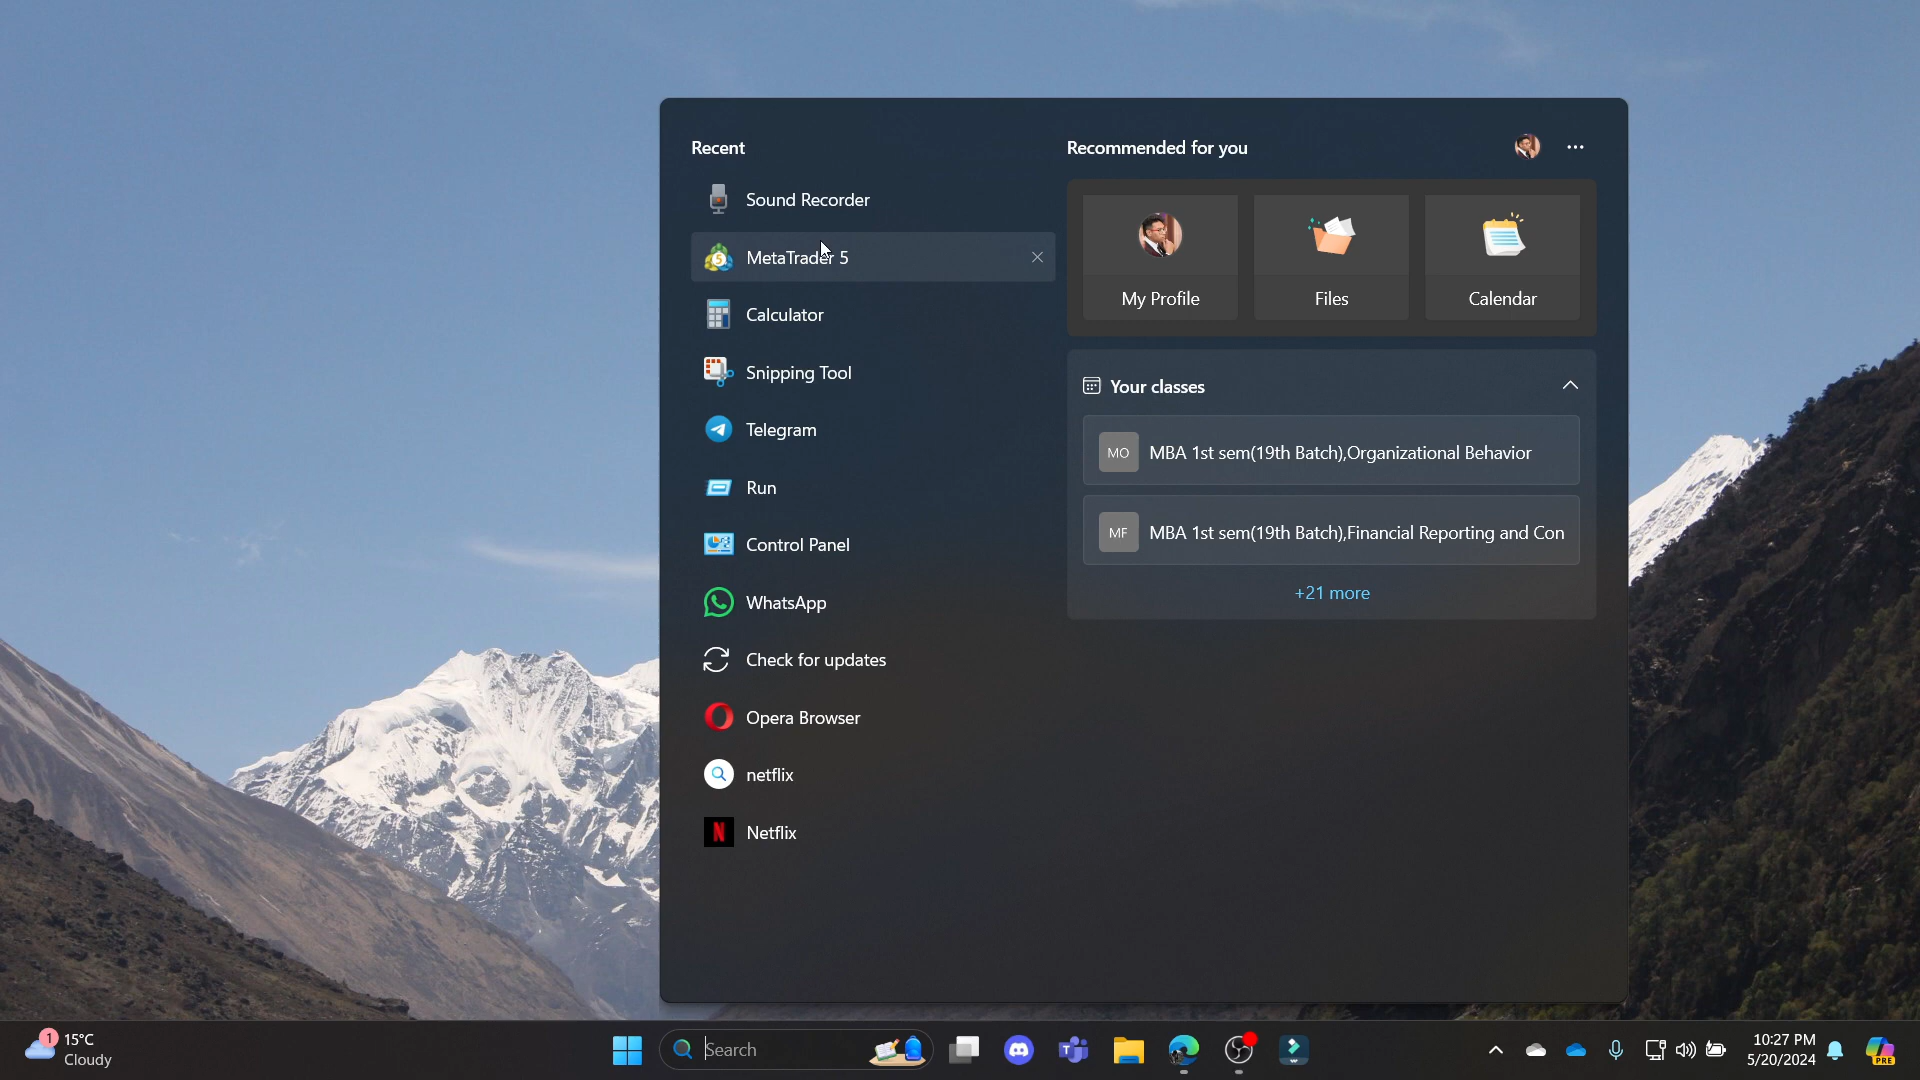 Recent
Sound Recorder
MetaTrader 5
Calculator
Snipping Tool
Telegram
Run
Control Panel
WhatsApp
Check for updates
Opera Browser
netflix
Netflix
Recommended for you
My Profile
Files
Calendar
Your classes
MO
MBA 1st sem(19th Batch),Organizational Behavior
MF
MBA 1st sem(19th Batch),Financial Reporting and Con
+21 more
1
15°C
Cloudy
Search
10:27 PM
5/20/2024
PRE